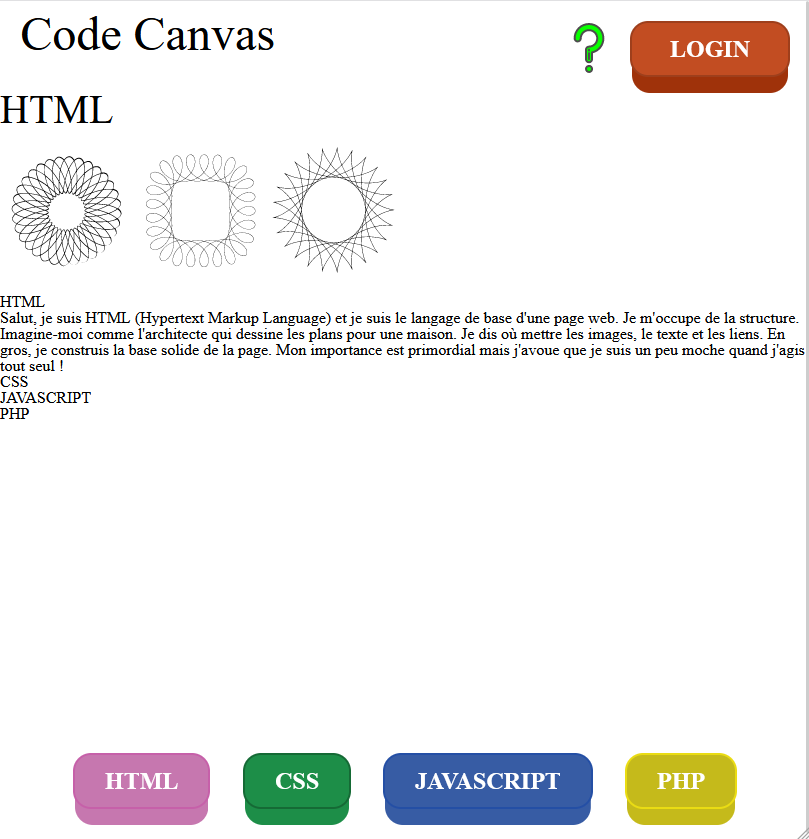 Code Canvas
?
LOGIN
HTML
HTML
Salut, je suis HTML (Hypertext Markup Language) et je suis le langage de base d'une page web. Je m'occupe de la structure.
Imagine-moi comme l'architecte qui dessine les plans pour une maison. Je dis où mettre les images, le texte et les liens. En
gros, je construis la base solide de la page. Mon importance est primordial mais j'avoue que je suis un peu moche quand j'agis
tout seul !
CSS
JAVASCRIPT
PHP
HTML
CSS
JAVASCRIPT
PHP